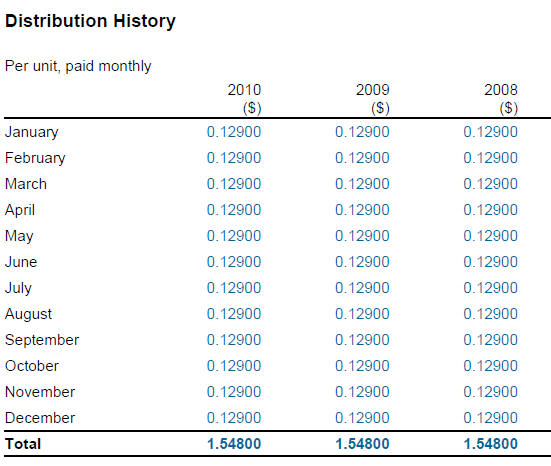 Distribution History
Per unit, paid monthly
2010 2009 2008
($) ($) ($)
January 0.12900 0.12900 0.12900
February 0.12900 0.12900 0.12900
March 0.12900 0.12900 0.12900
April 0.12900 0.12900 0.12900
May 0.12900 0.12900 0.12900
June 0.12900 0.12900 0.12900
July 0.12900 0.12900 0.12900
August 0.12900 0.12900 0.12900
September 0.12900 0.12900 0.12900
October 0.12900 0.12900 0.12900
November 0.12900 0.12900 0.12900
December 0.12900 0.12900 0.12900
Total 1.54800 1.54800 1.54800